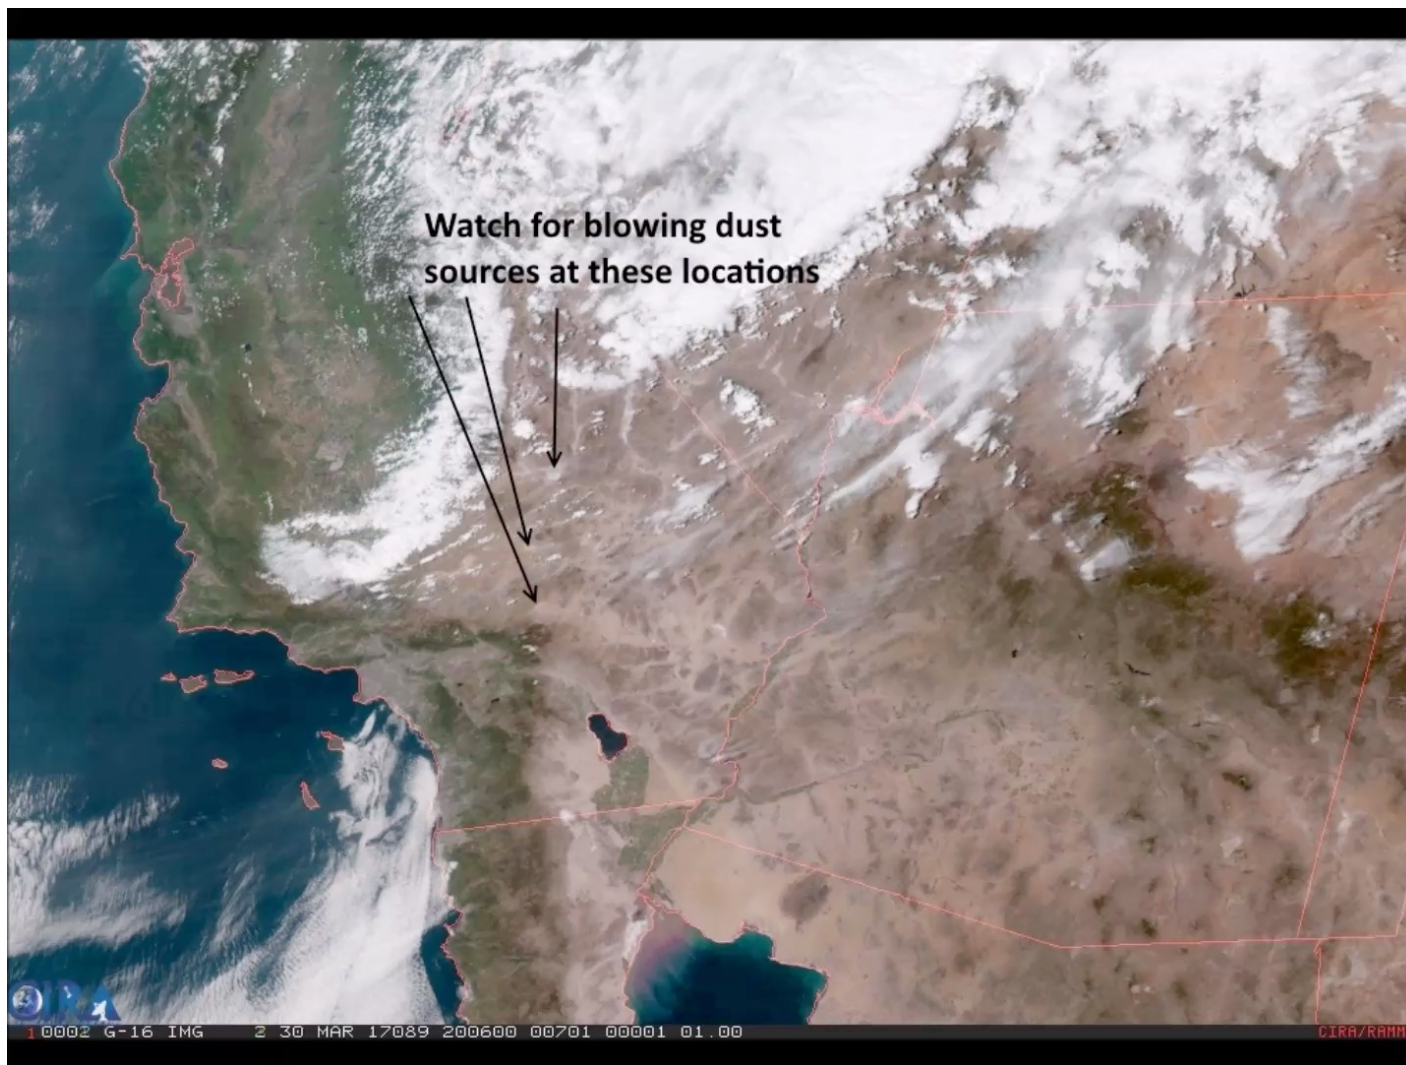 Watch for blowing dust
sources at these locations
CIRA
1 0002 G-16 IMG 2 30 MAR 17089 200600 00701 00001 01.00
CIRA/RAMM